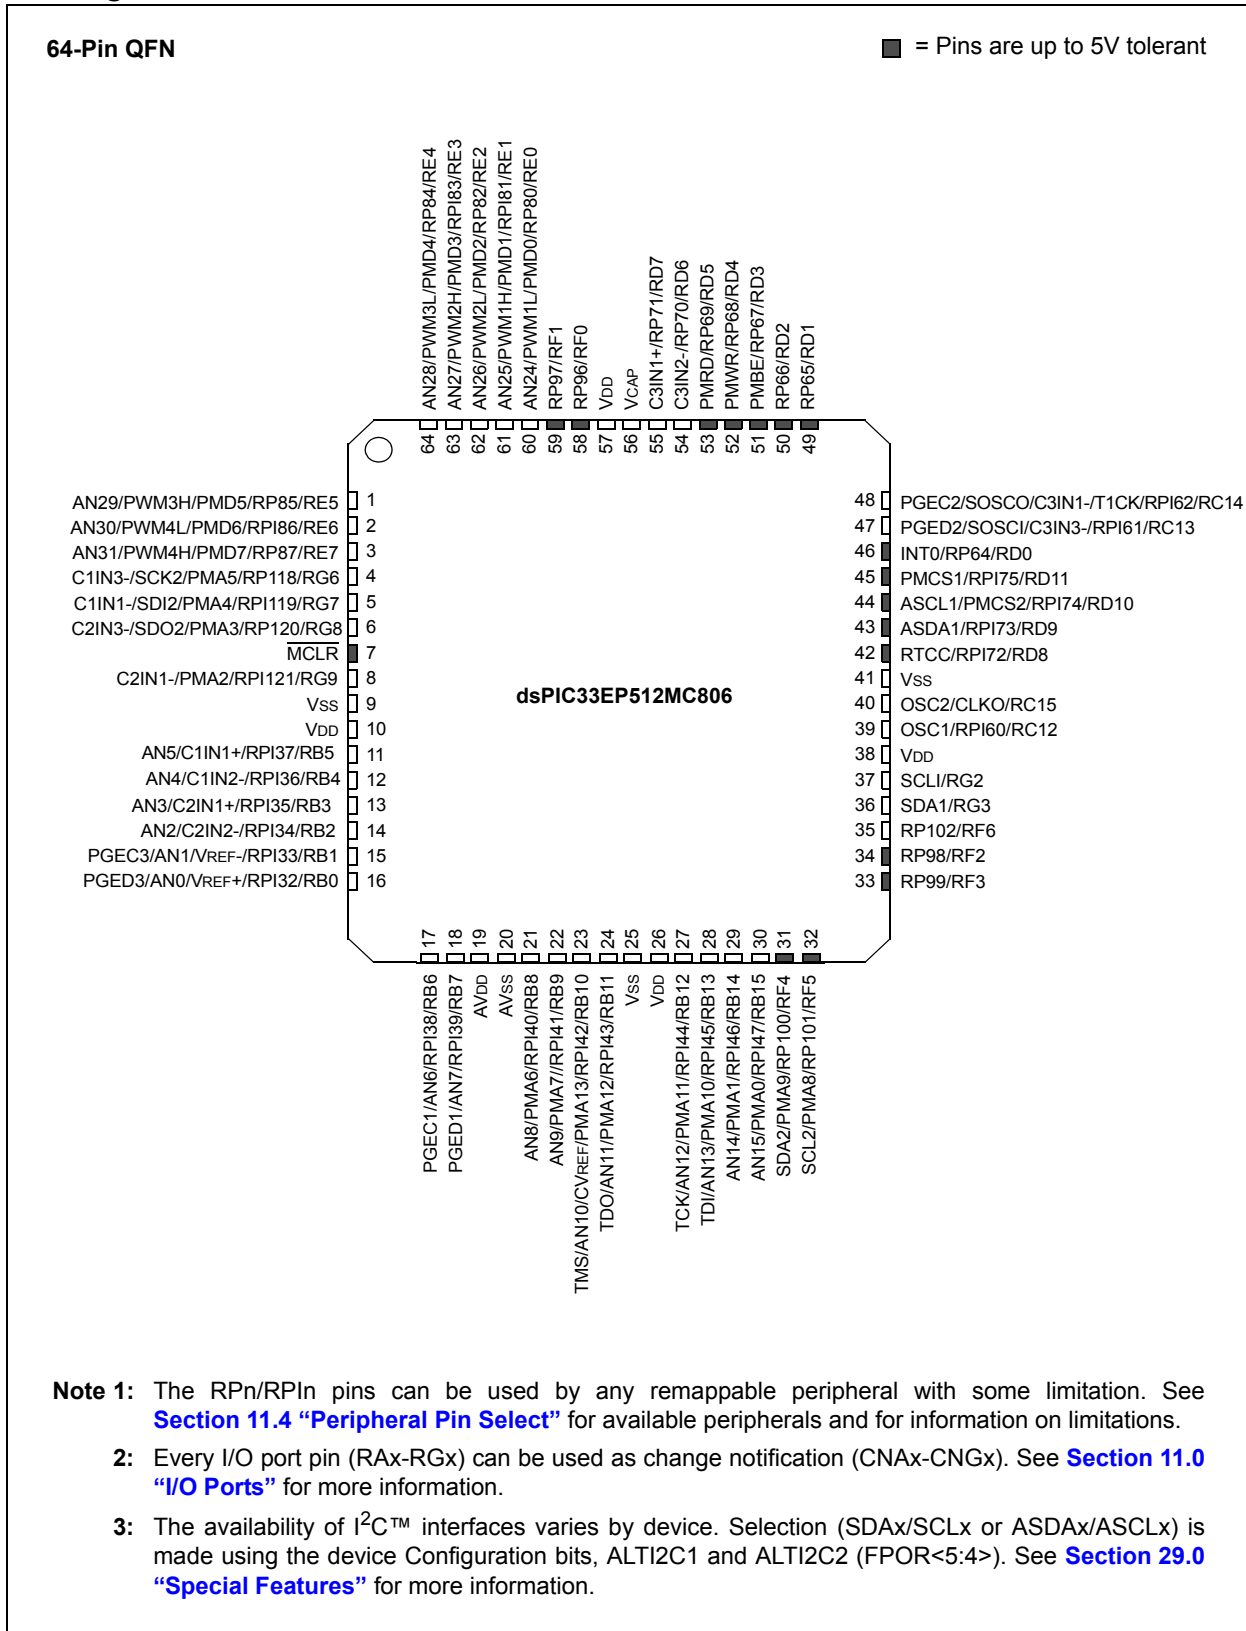 64-Pin QFN
= Pins are up to 5V tolerant
AN28/PWM3L/PMD4/RP84/RE4
AN27/PWM2H/PMD3/RPI83/RE3
AN26/PWM2L/PMD2/RP82/RE2
AN25/PWM1H/PMD1/RPI81/RE1
AN24/PWM1L/PMD0/RP80/RE0
RP97/RF1
RP96/RF0
VDD
VCAP
C3IN1+/RP71/RD7
C3IN2-/RP70/RD6
PMRD/RP69/RD5
PMWR/RP68/RD4
PMBE/RP67/RD3
RP66/RD2
RP65/RD1
64 63 62 61 60 59 58 57 56 55 54 53 52 51 50 49
AN29/PWM3H/PMD5/RP85/RE5 1
AN30/PWM4L/PMD6/RPI86/RE6 2
AN31/PWM4H/PMD7/RP87/RE7 3
C1IN3-/SCK2/PMA5/RP118/RG6 4
C1IN1-/SDI2/PMA4/RPI119/RG7 5
C2IN3-/SDO2/PMA3/RP120/RG8 6
MCLR 7
C2IN1-/PMA2/RPI121/RG9 8
VSS 9
VDD 10
AN5/C1IN1+/RPI37/RB5 11
AN4/C1IN2-/RPI36/RB4 12
AN3/C2IN1+/RPI35/RB3 13
AN2/C2IN2-/RPI34/RB2 14
PGEC3/AN1/VREF-/RPI33/RB1 15
PGED3/AN0/VREF+/RPI32/RB0 16
dsPIC33EP512MC806
48 PGEC2/SOSCO/C3IN1-/T1CK/RPI62/RC14
47 PGED2/SOSCI/C3IN3-/RPI61/RC13
46 INT0/RP64/RD0
45 PMCS1/RPI75/RD11
44 ASCL1/PMCS2/RPI74/RD10
43 ASDA1/RPI73/RD9
42 RTCC/RPI72/RD8
41 VSS
40 OSC2/CLKO/RC15
39 OSC1/RPI60/RC12
38 VDD
37 SCLI/RG2
36 SDA1/RG3
35 RP102/RF6
34 RP98/RF2
33 RP99/RF3
17 18 19 20 21 22 23 24 25 26 27 28 29 30 31 32
PGEC1/AN6/RPI38/RB6
PGED1/AN7/RPI39/RB7
AVDD
AVSS
AN8/PMA6/RPI40/RB8
AN9/PMA7//RPI41/RB9
TMS/AN10/CVREF/PMA13/RPI42/RB10
TDO/AN11/PMA12/RPI43/RB11
VSS
VDD
TCK/AN12/PMA11/RPI44/RB12
TDI/AN13/PMA10/RPI45/RB13
AN14/PMA1/RPI46/RB14
AN15/PMA0/RPI47/RB15
SDA2/PMA9/RP100/RF4
SCL2/PMA8/RP101/RF5
Note 1: The RPn/RPIn pins can be used by any remappable peripheral with some limitation. See
Section 11.4 “Peripheral Pin Select” for available peripherals and for information on limitations.
2: Every I/O port pin (RAx-RGx) can be used as change notification (CNAx-CNGx). See Section 11.0
“I/O Ports” for more information.
3: The availability of I2C™ interfaces varies by device. Selection (SDAx/SCLx or ASDAx/ASCLx) is
made using the device Configuration bits, ALTI2C1 and ALTI2C2 (FPOR<5:4>). See Section 29.0
“Special Features” for more information.